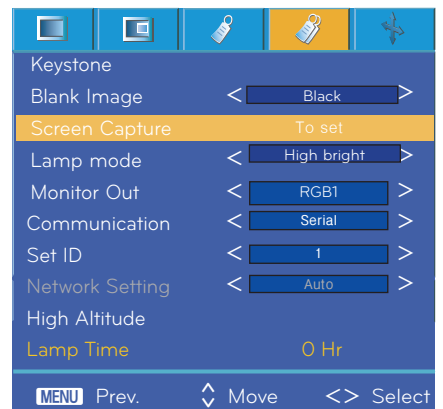 Keystone
Blank Image < Black >
Screen Capture To set
Lamp mode < High bright >
Monitor Out < RGB1 >
Communication < Serial >
Set ID < 1 >
Network Setting < Auto >
High Altitude
Lamp Time 0 Hr
MENU Prev. Move <> Select